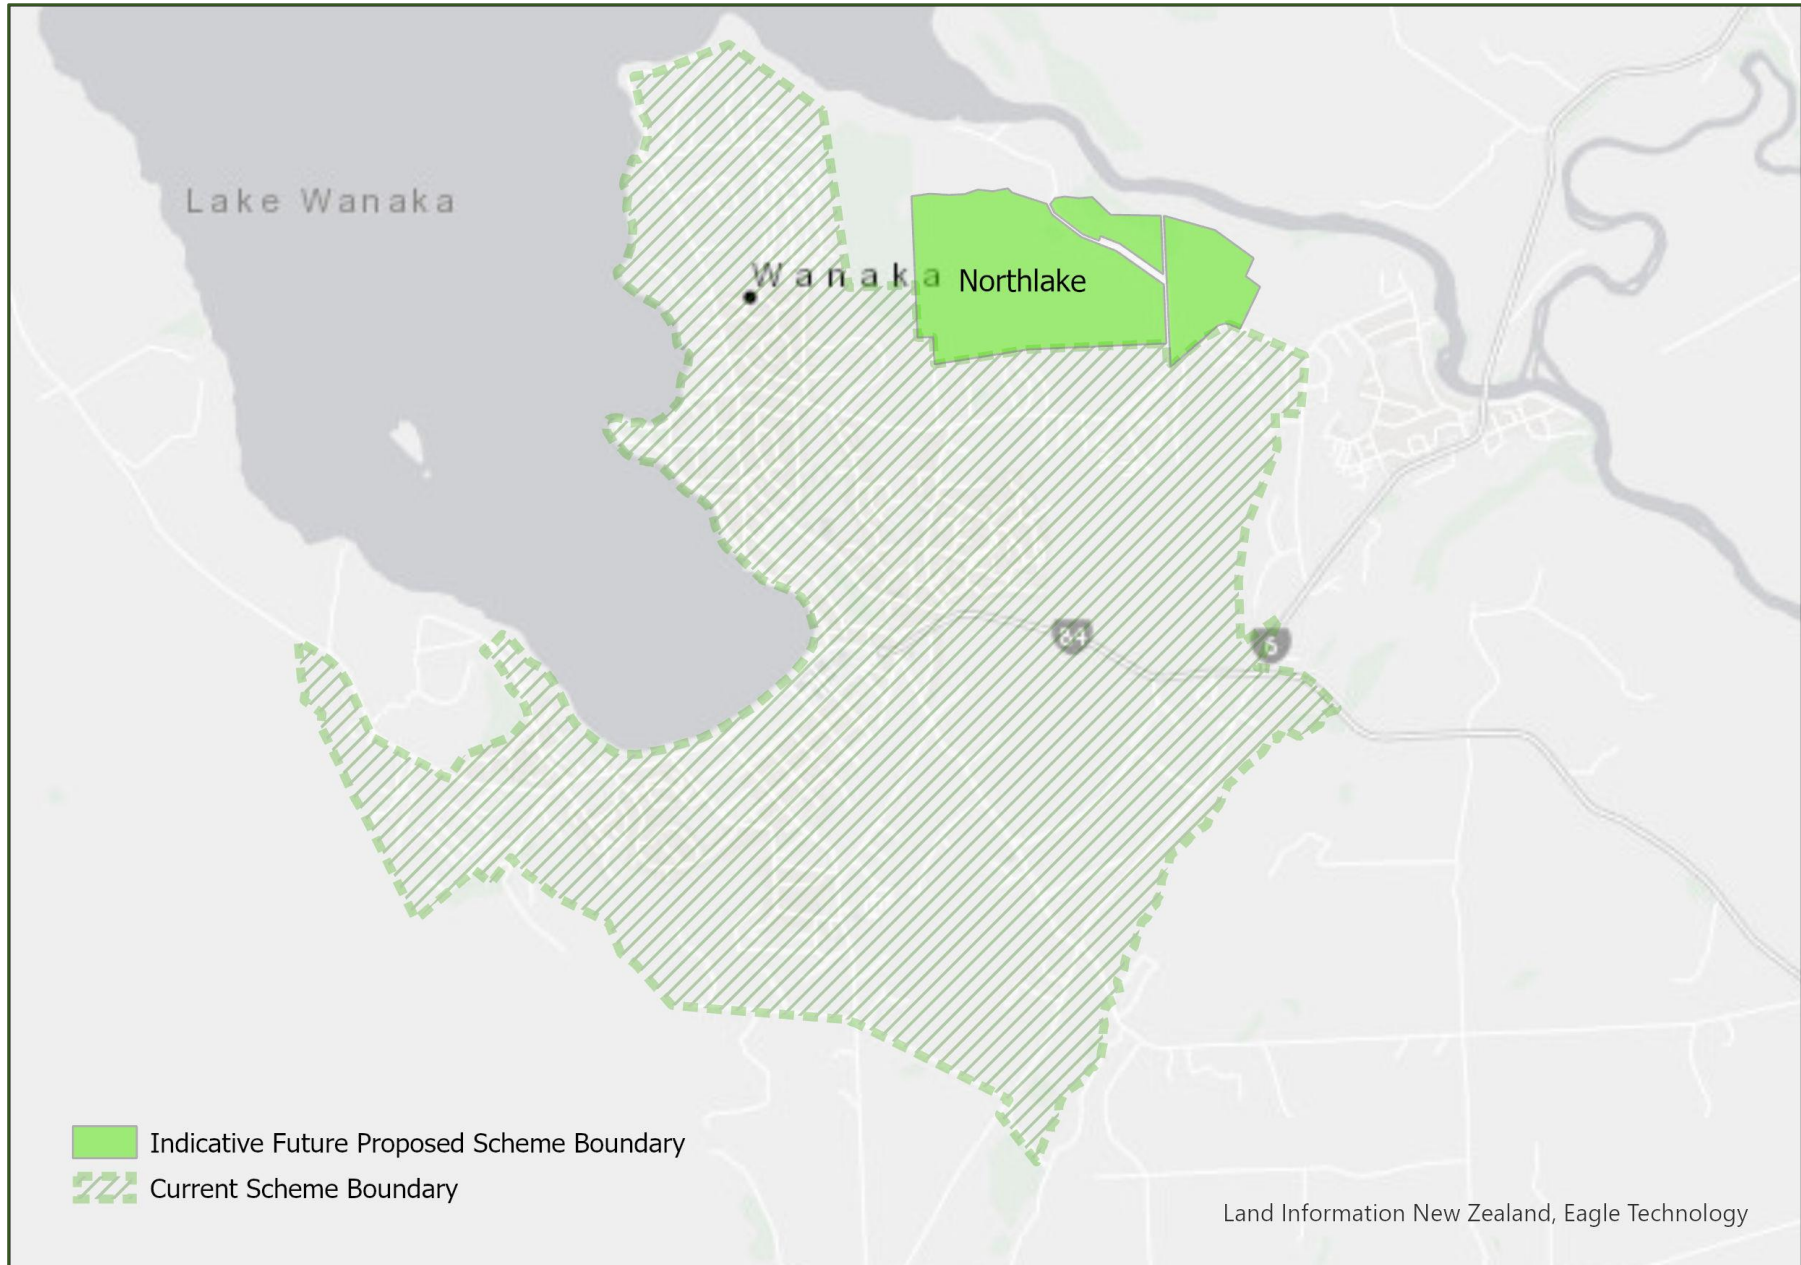 Lake Wanaka
Wanaka
Northlake
84
6
Indicative Future Proposed Scheme Boundary
Current Scheme Boundary
Land Information New Zealand, Eagle Technology